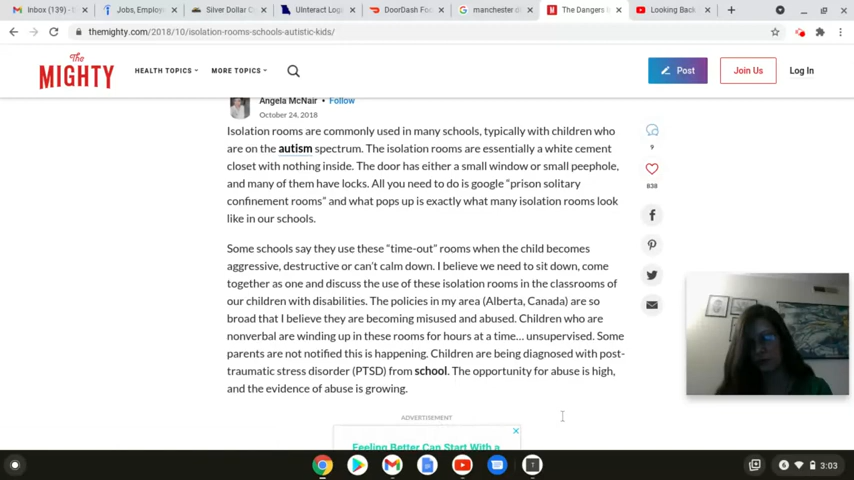 Inbox (139)
Jobs, Employ
Silver Dollar C
UInteract Logi
DoorDash Foo
manchester of
The Dangers i
Looking Back
themighty.com/2018/10/isolation-rooms-schools-autistic-kids/
The
MIGHTY
HEALTH TOPICS
MORE TOPICS
Post
Join Us
Log In
Angela McNair • Follow
October 24, 2018
Isolation rooms are commonly used in many schools, typically with children who
are on the autism spectrum. The isolation rooms are essentially a white cement
closet with nothing inside. The door has either a small window or small peephole,
and many of them have locks. All you need to do is google “prison solitary
confinement rooms” and what pops up is exactly what many isolation rooms look
like in our schools.
Some schools say they use these “time-out” rooms when the child becomes
aggressive, destructive or can’t calm down. I believe we need to sit down, come
together as one and discuss the use of these isolation rooms in the classrooms of
our children with disabilities. The policies in my area (Alberta, Canada) are so
broad that I believe they are becoming misused and abused. Children who are
nonverbal are winding up in these rooms for hours at a time… unsupervised. Some
parents are not notified this is happening. Children are being diagnosed with post-
traumatic stress disorder (PTSD) from school. The opportunity for abuse is high,
and the evidence of abuse is growing.
9
838
ADVERTISEMENT
Feeling Better Can Start With a
3:03